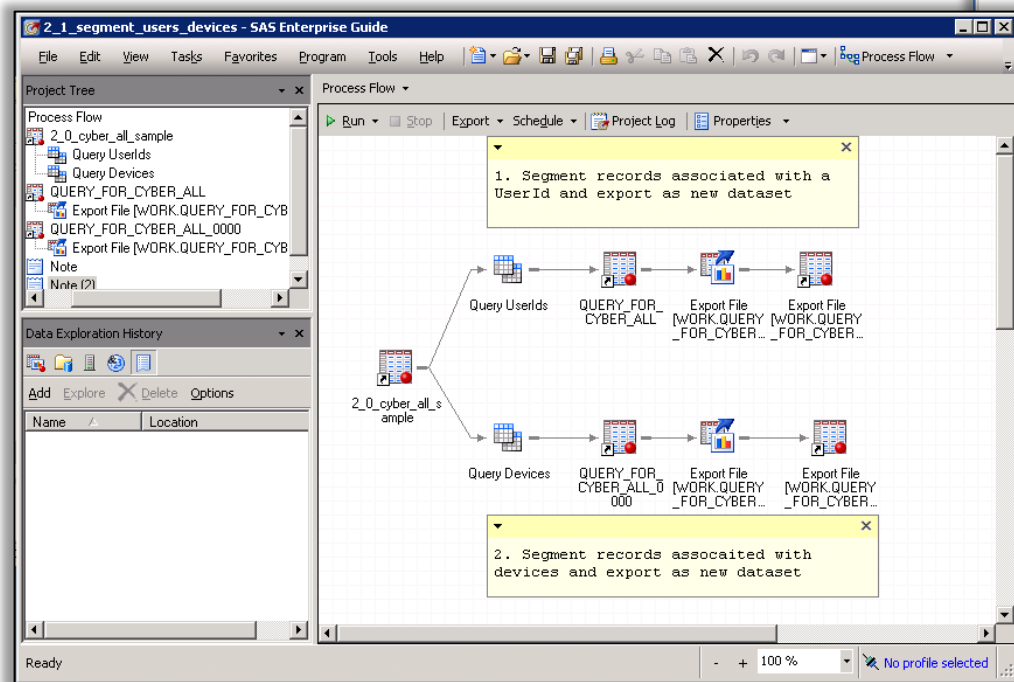 2_1_segment_users_devices - SAS Enterprise Guide
File Edit View Tasks Favorites Program Tools Help Process Flow
Project Tree
Process Flow
2_0_cyber_all_sample
Query UserIds
Query Devices
QUERY_FOR_CYBER_ALL
Export File [WORK.QUERY_FOR_CYB
QUERY_FOR_CYBER_ALL_0000
Export File [WORK.QUERY_FOR_CYB
Note
Note (2)
Data Exploration History
Add Explore Delete Options
Name Location
Process Flow
Run Stop Export Schedule Project Log Properties
1. Segment records associated with a
UserId and export as new dataset
Query UserIds
QUERY_FOR_
CYBER_ALL
Export File
[WORK.QUERY
_FOR_CYBER...
Export File
[WORK.QUERY
_FOR_CYBER...
2_0_cyber_all_s
ample
Query Devices
QUERY_FOR_
CYBER_ALL_0
000
Export File
[WORK.QUERY
_FOR_CYBER...
Export File
[WORK.QUERY
_FOR_CYBER...
2. Segment records assocaited with
devices and export as new dataset
Ready
- + 100 % No profile selected